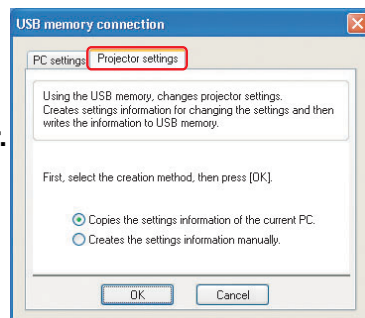 USB memory connection
PC settings Projector settings
Using the USB memory, changes projector settings.
Creates settings information for changing the settings and then
writes the information to USB memory.
First, select the creation method, then press [OK].
Copies the settings information of the current PC.
Creates the settings information manually.
OK Cancel